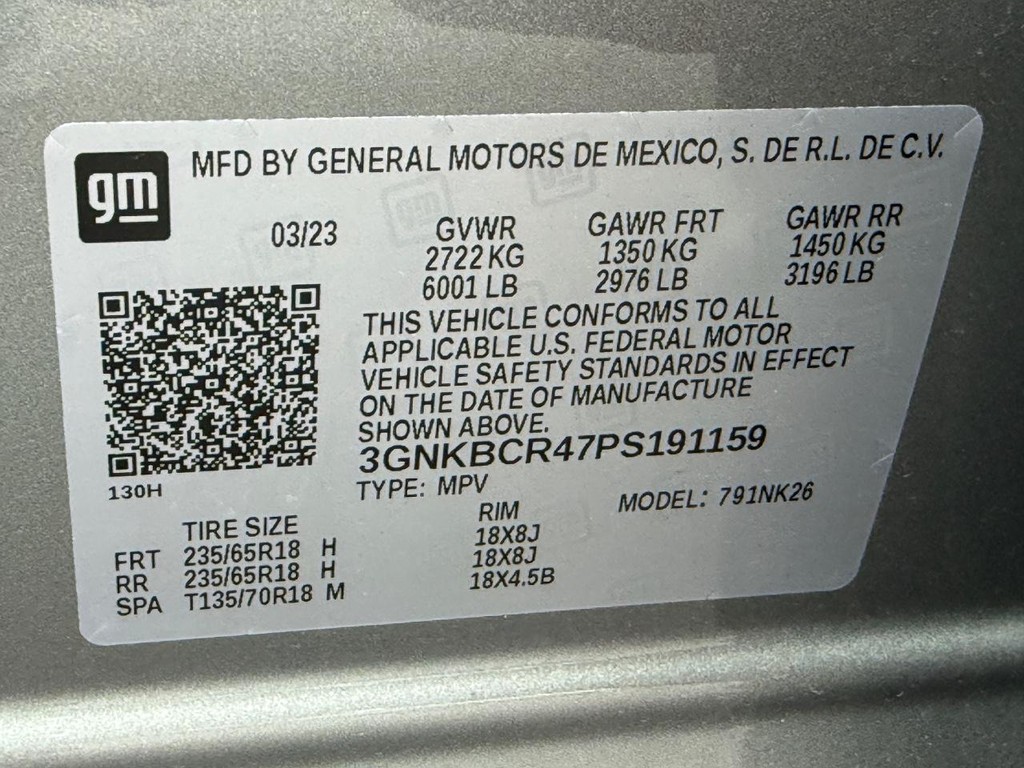 gm
MFD BY GENERAL MOTORS DE MEXICO, S. DE R.L. DE C.V.
03/23 GVWR GAWR FRT GAWR RR
2722 KG 1350 KG 1450 KG
6001 LB 2976 LB 3196 LB
THIS VEHICLE CONFORMS TO ALL
APPLICABLE U.S. FEDERAL MOTOR
VEHICLE SAFETY STANDARDS IN EFFECT
ON THE DATE OF MANUFACTURE
SHOWN ABOVE.
3GNKBCR47PS191159
130H
TYPE: MPV MODEL: 791NK26
TIRE SIZE RIM
FRT 235/65R18 H 18X8J
RR 235/65R18 H 18X8J
SPA T135/70R18 M 18X4.5B